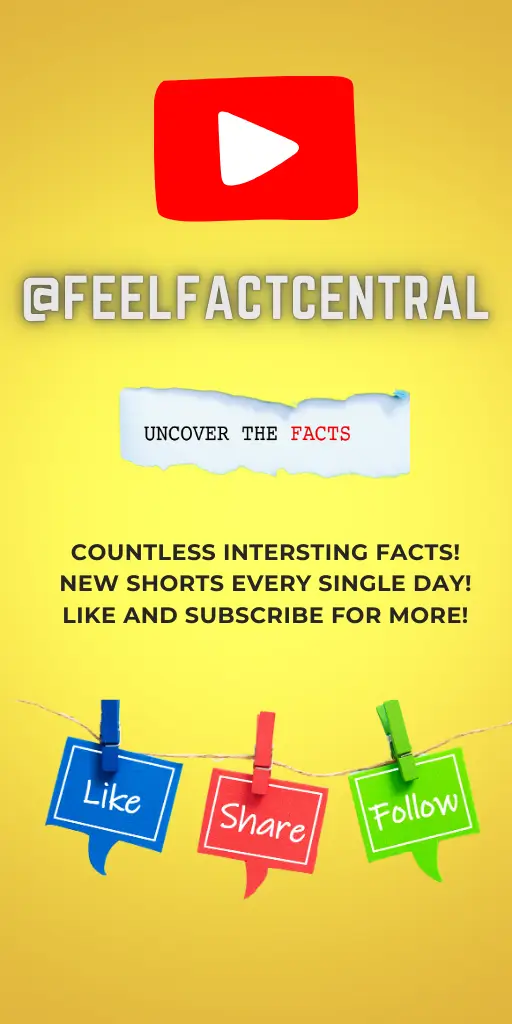 @FEELFACTCENTRAL
UNCOVER THE FACTS
COUNTLESS INTERSTING FACTS!
NEW SHORTS EVERY SINGLE DAY!
LIKE AND SUBSCRIBE FOR MORE!
Like
Share
Follow